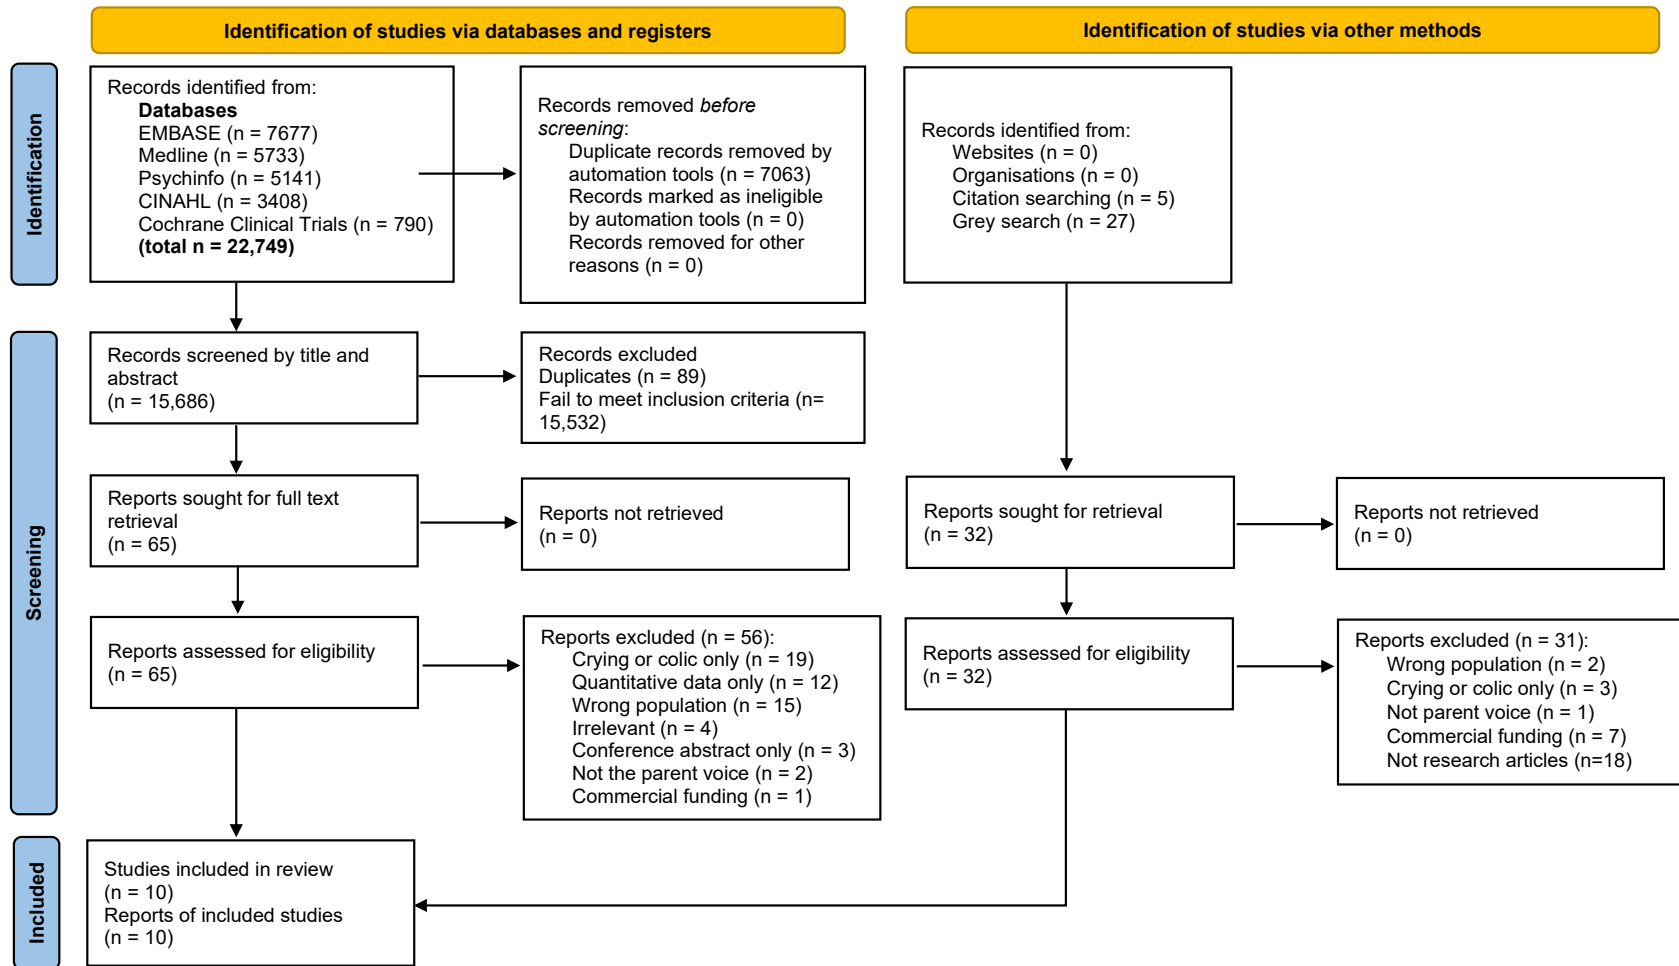 Identification of studies via databases and registers
Identification of studies via other methods
Identification
Records identified from:
Databases
EMBASE (n = 7677)
Medline (n = 5733)
Psychinfo (n = 5141)
CINAHL (n = 3408)
Cochrane Clinical Trials (n = 790)
(total n = 22,749)
Records removed before
screening:
Duplicate records removed by
automation tools (n = 7063)
Records marked as ineligible
by automation tools (n = 0)
Records removed for other
reasons (n = 0)
Records identified from:
Websites (n = 0)
Organisations (n = 0)
Citation searching (n = 5)
Grey search (n = 27)
Screening
Records screened by title and
abstract
(n = 15,686)
Records excluded
Duplicates (n = 89)
Fail to meet inclusion criteria (n=
15,532)
Reports sought for full text
retrieval
(n = 65)
Reports not retrieved
(n = 0)
Reports sought for retrieval
(n = 32)
Reports not retrieved
(n = 0)
Reports assessed for eligibility
(n = 65)
Reports excluded (n = 56):
Crying or colic only (n = 19)
Quantitative data only (n = 12)
Wrong population (n = 15)
Irrelevant (n = 4)
Conference abstract only (n = 3)
Not the parent voice (n = 2)
Commercial funding (n = 1)
Reports assessed for eligibility
(n = 32)
Reports excluded (n = 31):
Wrong population (n = 2)
Crying or colic only (n = 3)
Not parent voice (n = 1)
Commercial funding (n = 7)
Not research articles (n=18)
Included
Studies included in review
(n = 10)
Reports of included studies
(n = 10)